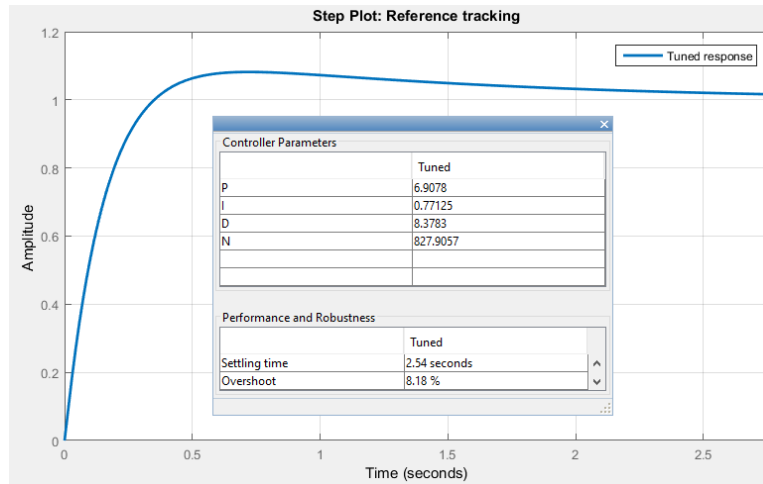 Step Plot: Reference tracking
1.2
Tuned response
1
Controller Parameters
Tuned
P 6.9078
I 0.77125
D 8.3783
N 827.9057
0.8
0.6
Amplitude
0.4
Performance and Robustness
Tuned
Settling time 2.54 seconds
Overshoot 8.18 %
0.2
0
0 0.5 1 1.5 2 2.5
Time (seconds)